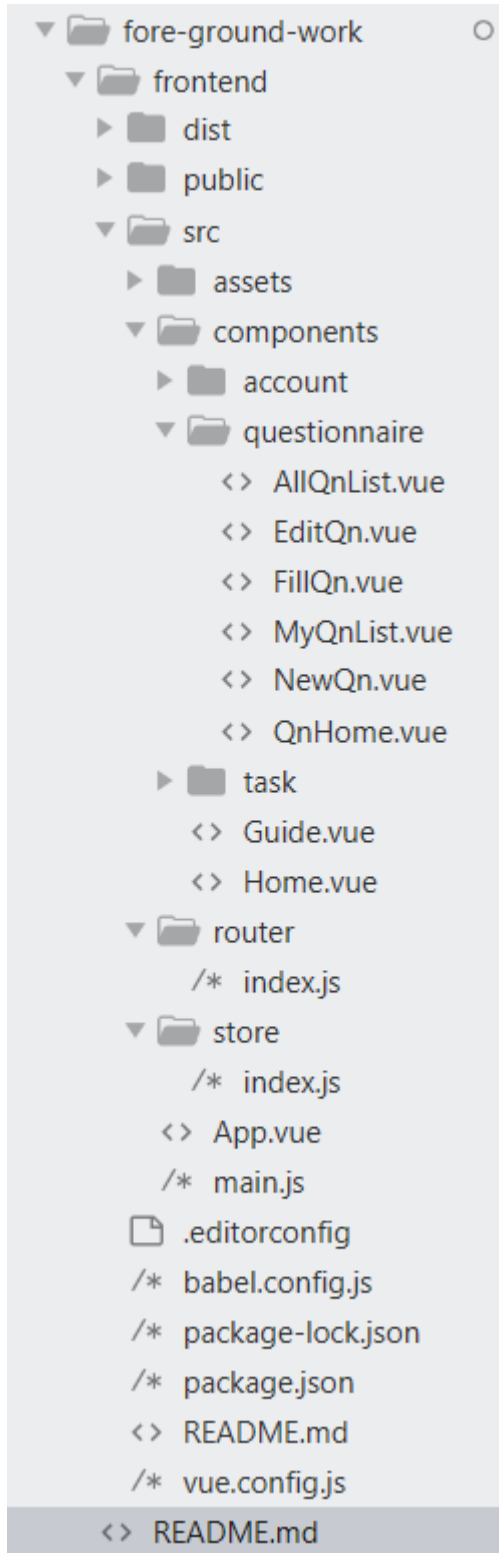 fore-ground-work
frontend
dist
public
src
assets
components
account
questionnaire
<> AllQnList.vue
<> EditQn.vue
<> FillQn.vue
<> MyQnList.vue
<> NewQn.vue
<> QnHome.vue
task
<> Guide.vue
<> Home.vue
router
/* index.js
store
/* index.js
<> App.vue
/* main.js
.editorconfig
/* babel.config.js
/* package-lock.json
/* package.json
<> README.md
/* vue.config.js
<> README.md